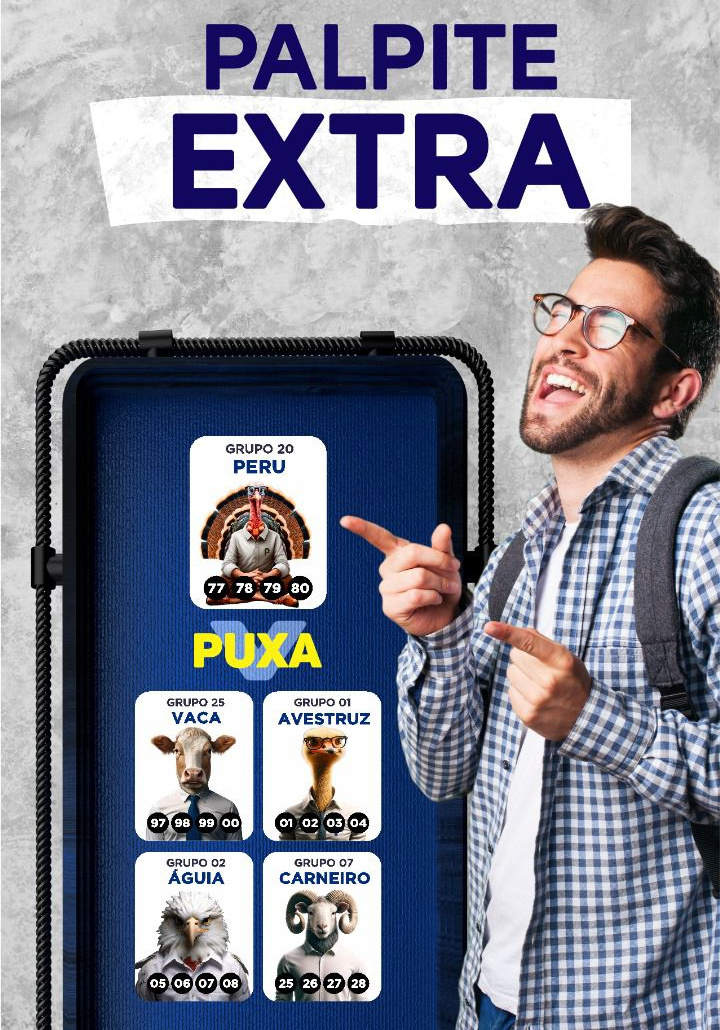 PALPITE
EXTRA
GRUPO 20
PERU
77 78 79 80
PUXA
GRUPO 25
VACA
97 98 99 00
GRUPO 01
AVESTRUZ
01 02 03 04
GRUPO 02
ÁGUIA
05 06 07 08
GRUPO 07
CARNEIRO
25 26 27 28